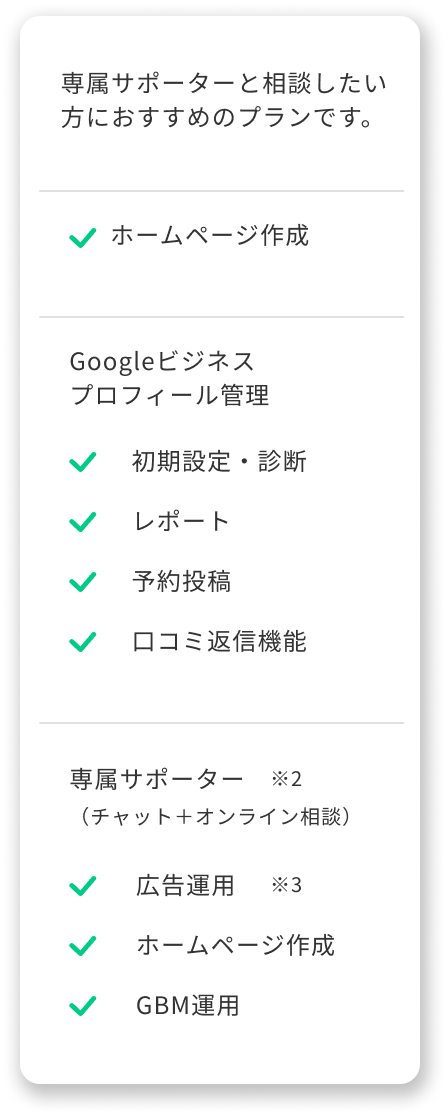 専属サポーターと相談したい
方におすすめのプランです。
ホームページ作成
Googleビジネス
プロフィール管理
初期設定・診断
レポート
予約投稿
口コミ返信機能
専属サポーター ※2
（チャット＋オンライン相談）
広告運用 ※3
ホームページ作成
GBM運用